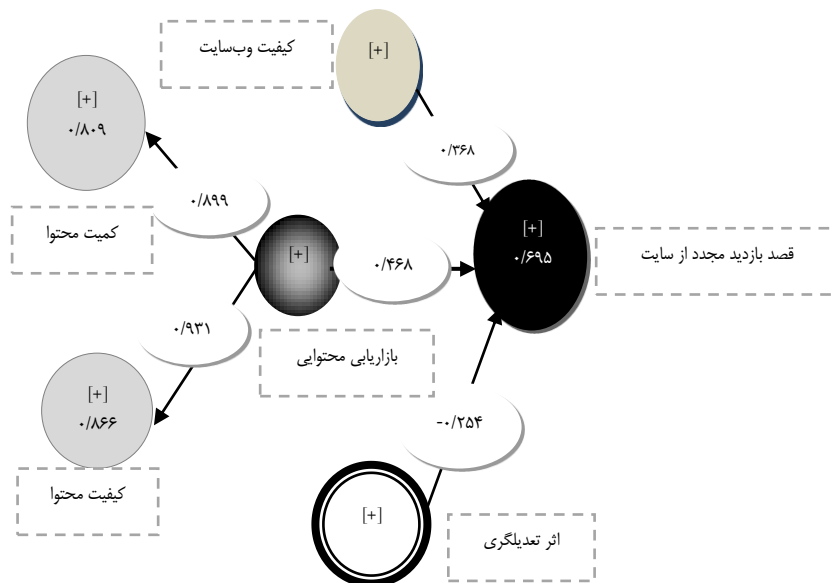 کیفیت وب‌سایت
[+]
[+]
۰/۸۰۹
۰/۳۶۸
۰/۸۹۹
کمیت محتوا
[+]
۰/۶۹۵
قصد بازدید مجدد از سایت
[+]
۰/۴۶۸
۰/۹۳۱
بازاریابی محتوایی
[+]
۰/۸۶۶
-۰/۲۵۴
کیفیت محتوا
[+]
اثر تعدیلگری